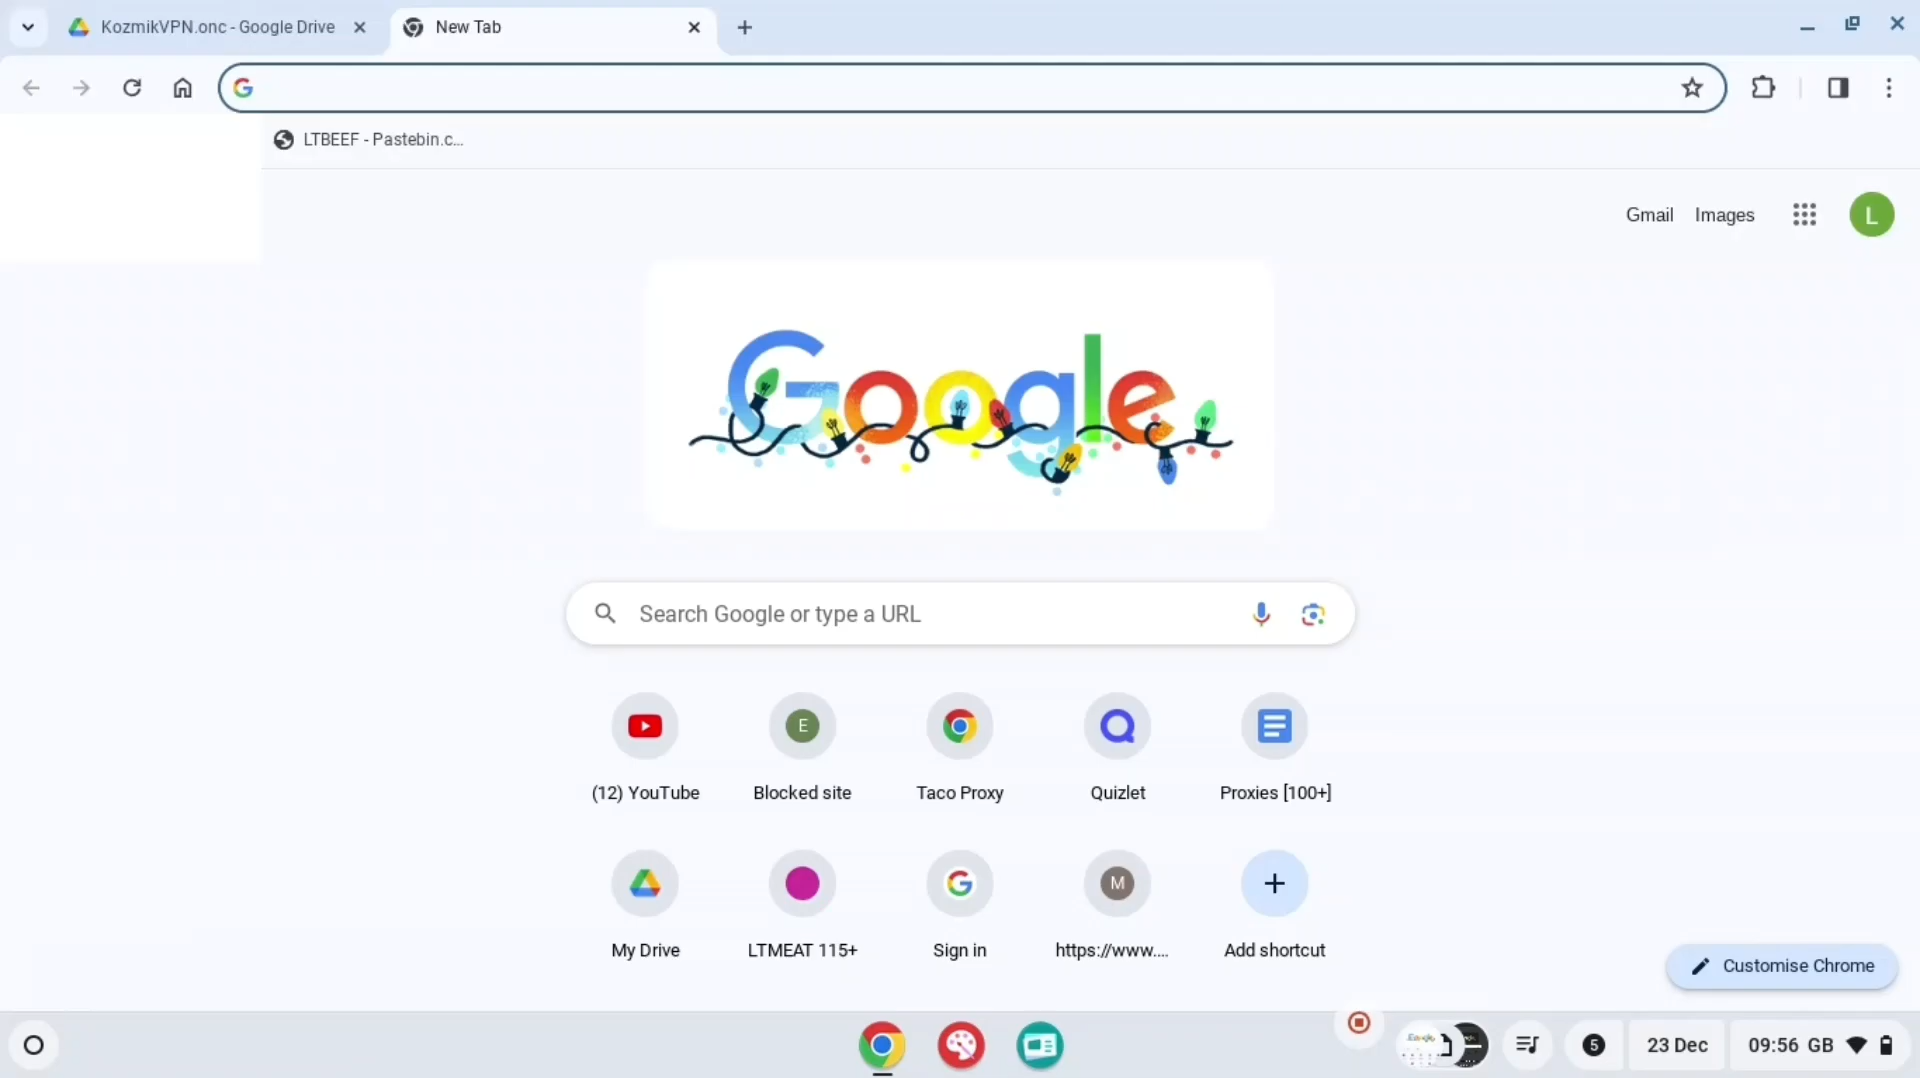 KozmikVPN.onc - Google Drive
New Tab
LTBEEF - Pastebin.c...
Gmail Images
L
Google
Search Google or type a URL
E
(12) YouTube Blocked site Taco Proxy Quizlet Proxies [100+]
M
My Drive LTMEAT 115+ Sign in https://www.... Add shortcut
Customise Chrome
5 23 Dec 09:56 GB